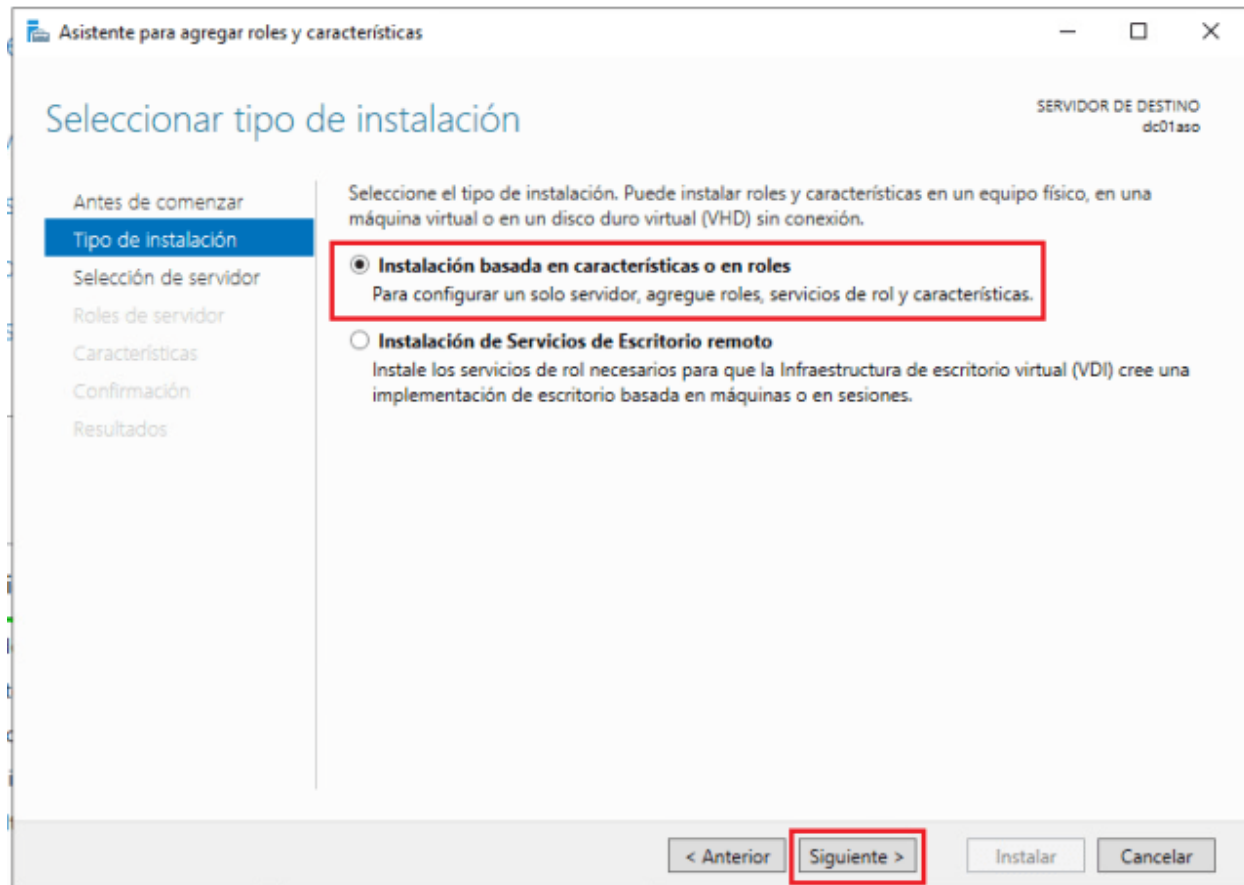 Asistente para agregar roles y características
Seleccionar tipo de instalación
SERVIDOR DE DESTINO
dc01aso
Antes de comenzar
Tipo de instalación
Selección de servidor
Roles de servidor
Características
Confirmación
Resultados
Seleccione el tipo de instalación. Puede instalar roles y características en un equipo físico, en una
máquina virtual o en un disco duro virtual (VHD) sin conexión.
Instalación basada en características o en roles
Para configurar un solo servidor, agregue roles, servicios de rol y características.
Instalación de Servicios de Escritorio remoto
Instale los servicios de rol necesarios para que la Infraestructura de escritorio virtual (VDI) cree una
implementación de escritorio basada en máquinas o en sesiones.
< Anterior
Siguiente >
Instalar
Cancelar